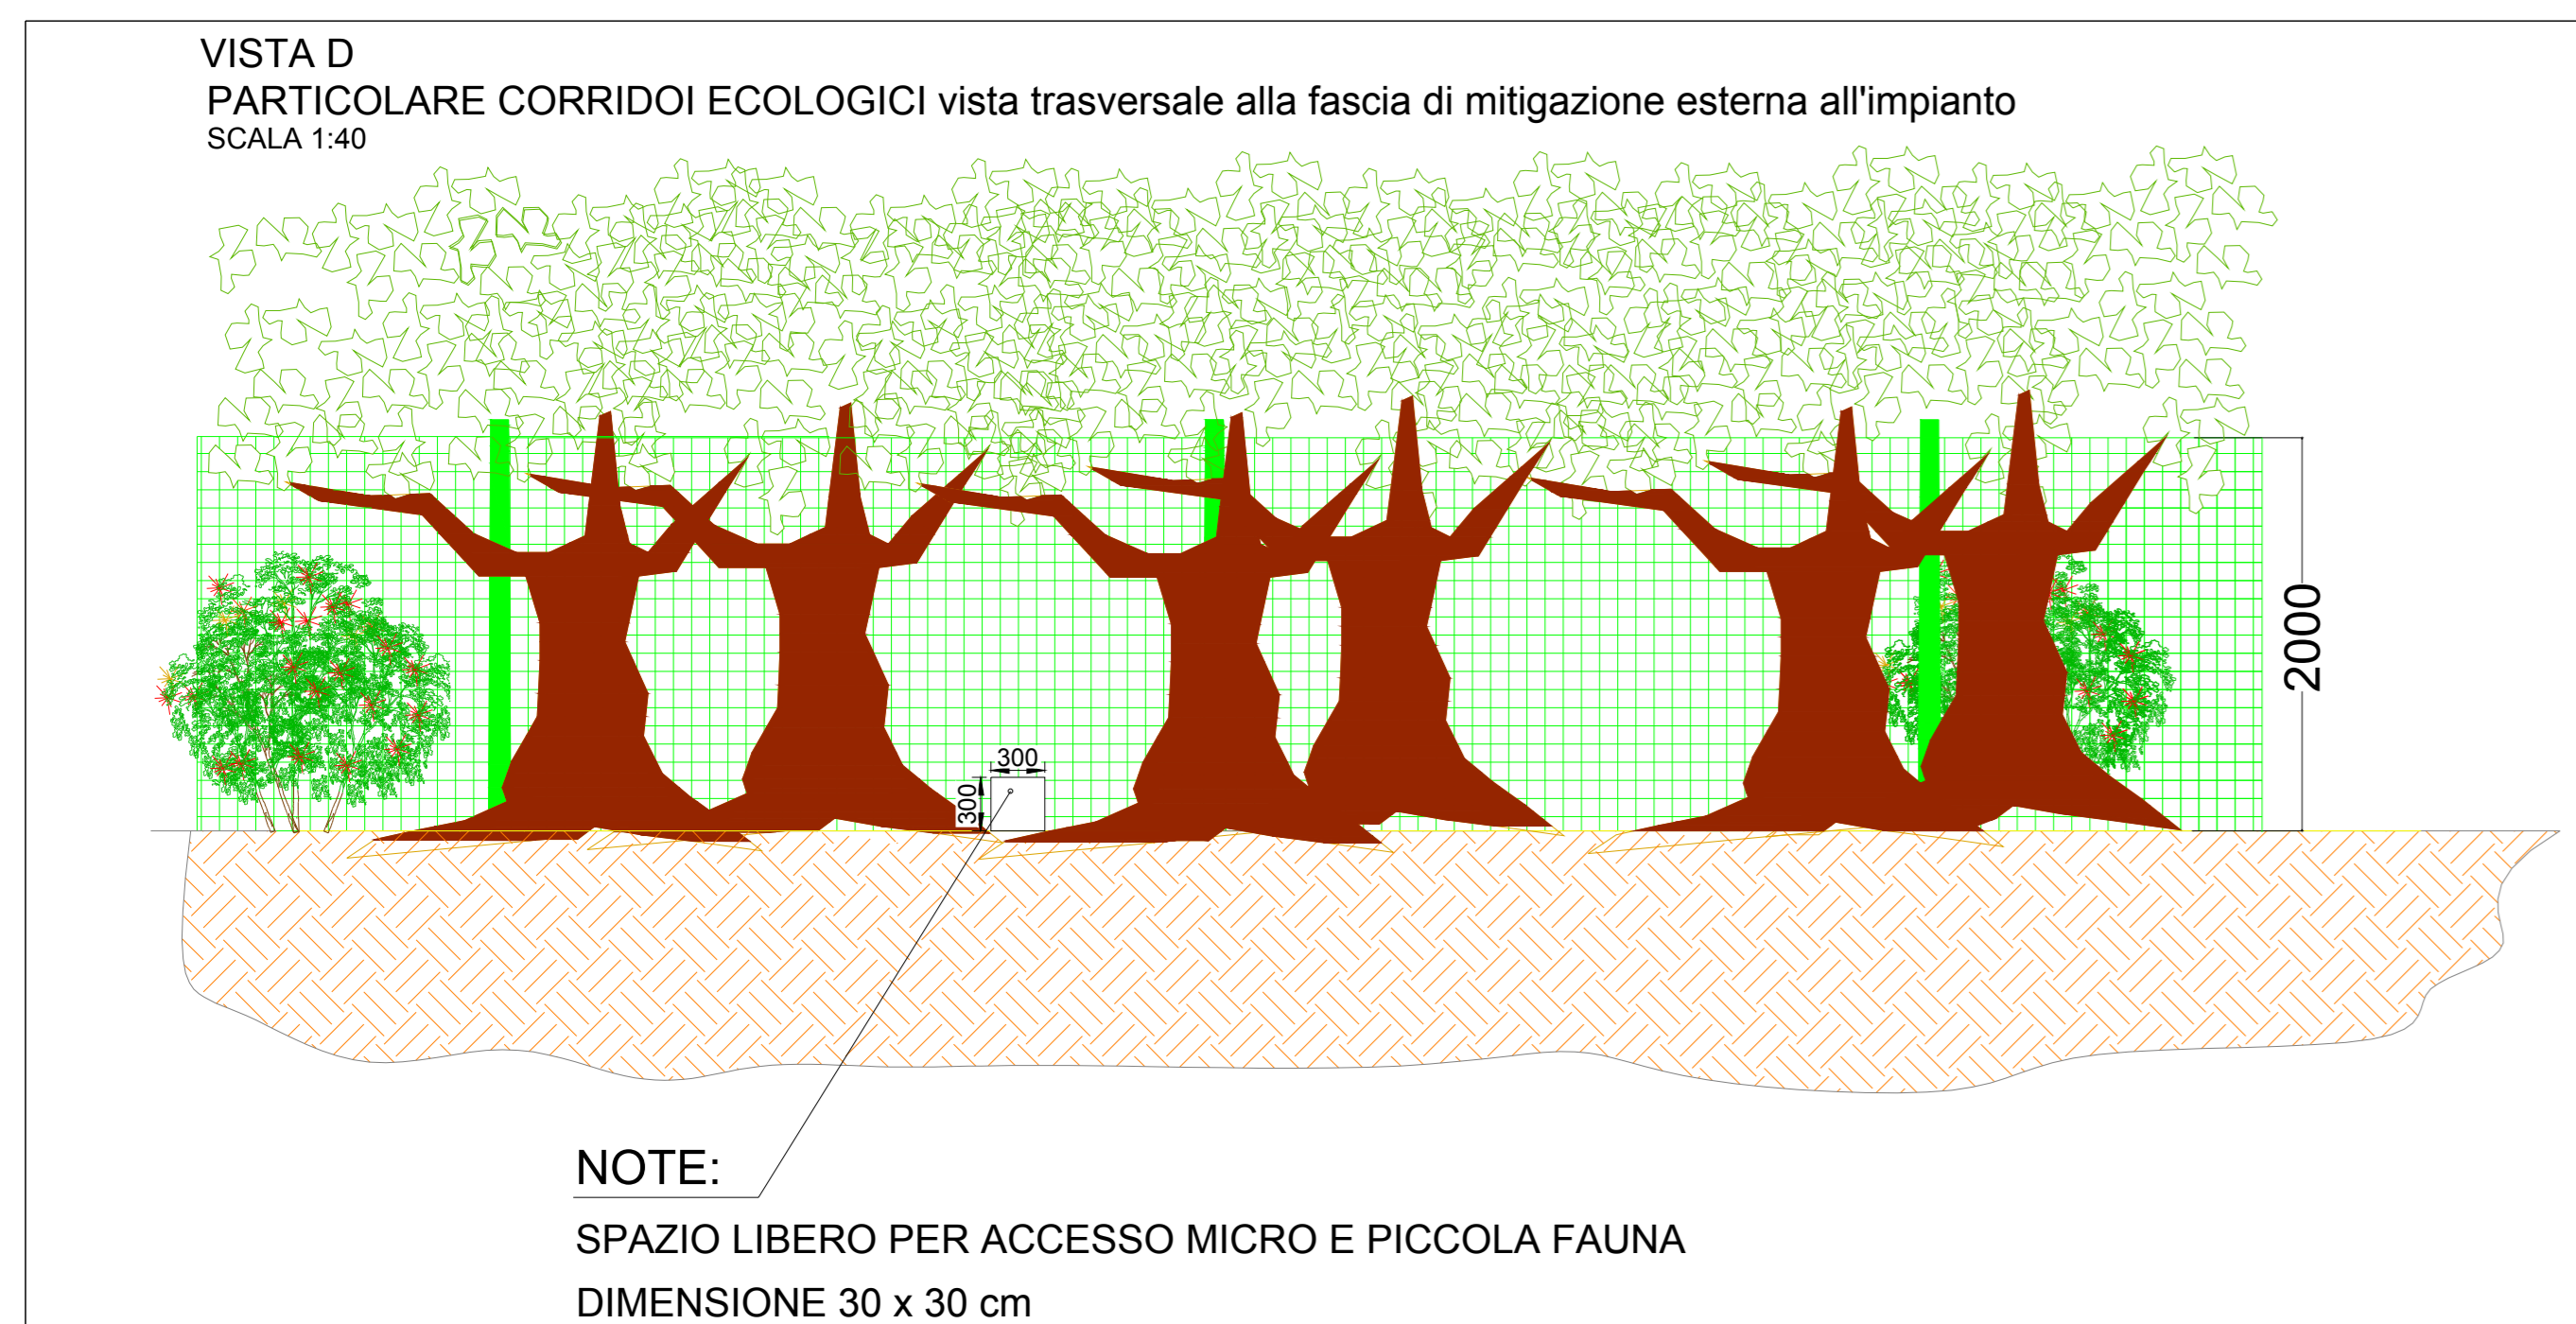 VISTA D
PARTICOLARE CORRIDOI ECOLOGICI vista trasversale alla fascia di mitigazione esterna all'impianto
SCALA 1:40
2000
300
300
NOTE:
SPAZIO LIBERO PER ACCESSO MICRO E PICCOLA FAUNA
DIMENSIONE 30 x 30 cm